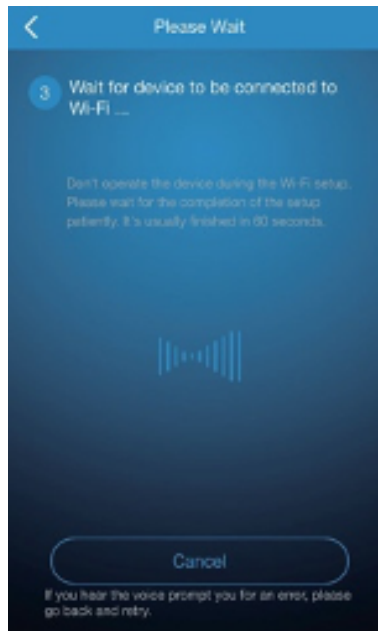 Please Wait
3 Wait for device to be connected to
Wi-Fi ...
Don't operate the device during the Wi-Fi setup.
Please wait for the completion of the setup
patiently. It's usually finished in 60 seconds.
Cancel
If you hear the voice prompt you for an error, please
go back and retry.